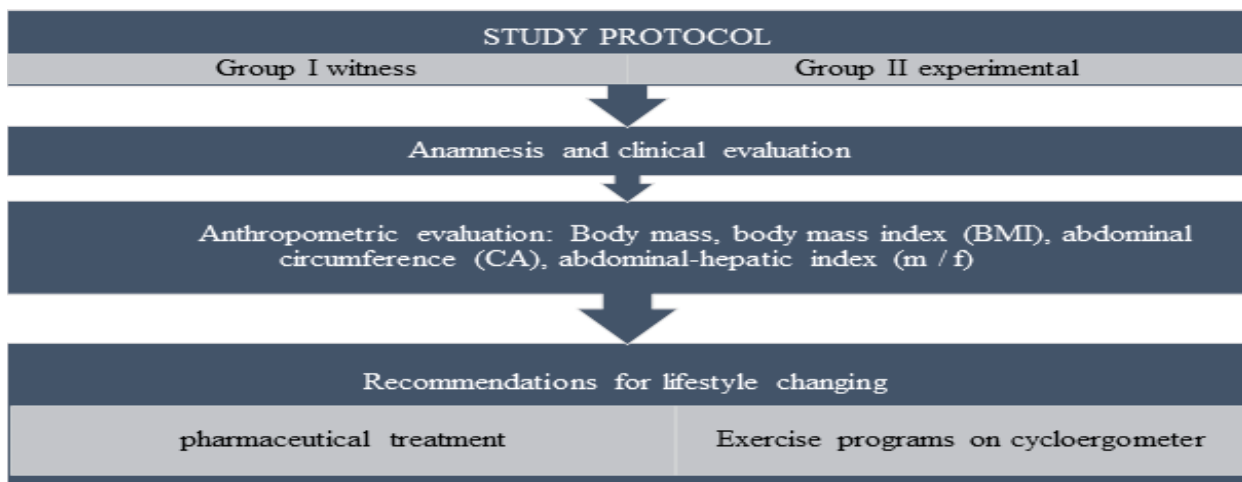 STUDY PROTOCOL
Group I witness
Group II experimental
Anamnesis and clinical evaluation
Anthropometric evaluation: Body mass, body mass index (BMI), abdominal
circumference (CA), abdominal-hepatic index (m / f)
Recommendations for lifestyle changing
pharmaceutical treatment
Exercise programs on cycloergometer